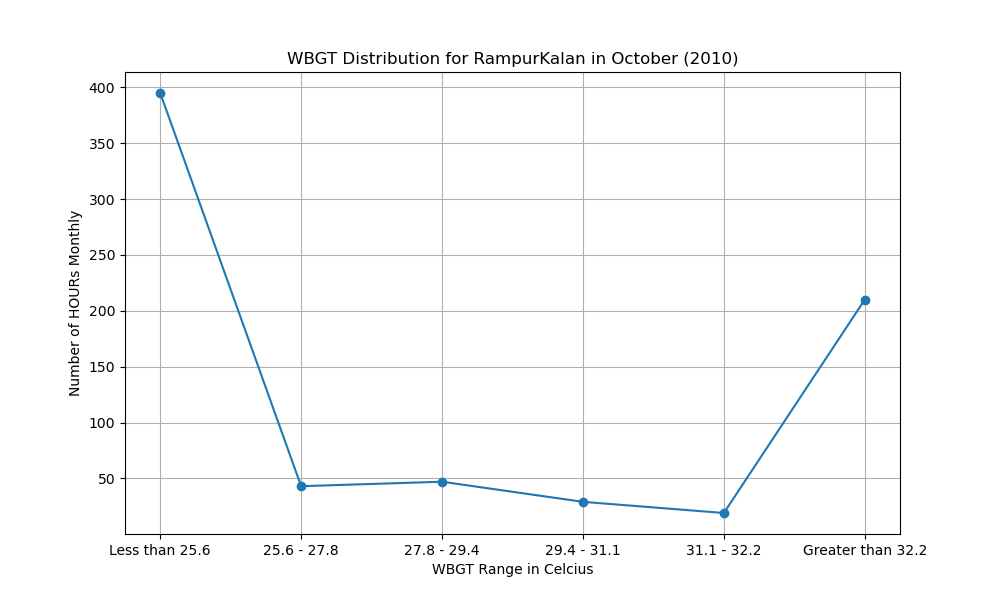 WBGT Distribution for RampurKalan in October (2010)
400
350
300
250
200
150
100
50
Number of HOURs Monthly
Less than 25.6
25.6 - 27.8
27.8 - 29.4
29.4 - 31.1
31.1 - 32.2
Greater than 32.2
WBGT Range in Celcius